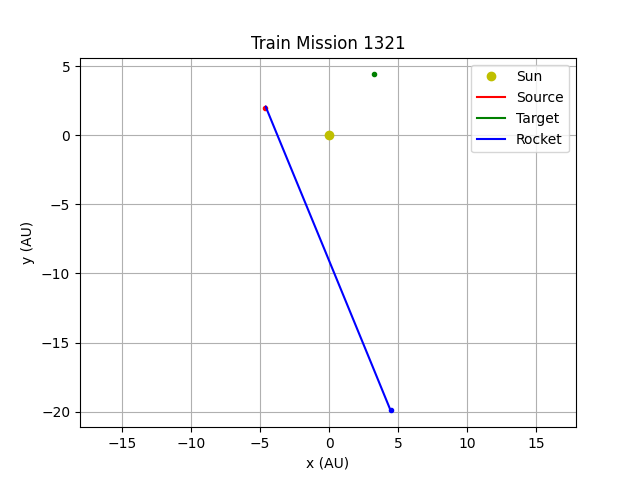 Train Mission 1321
Sun
Source
Target
Rocket
y (AU)
5
0
−5
−10
−15
−20
−15
−10
−5
0
5
10
15
x (AU)